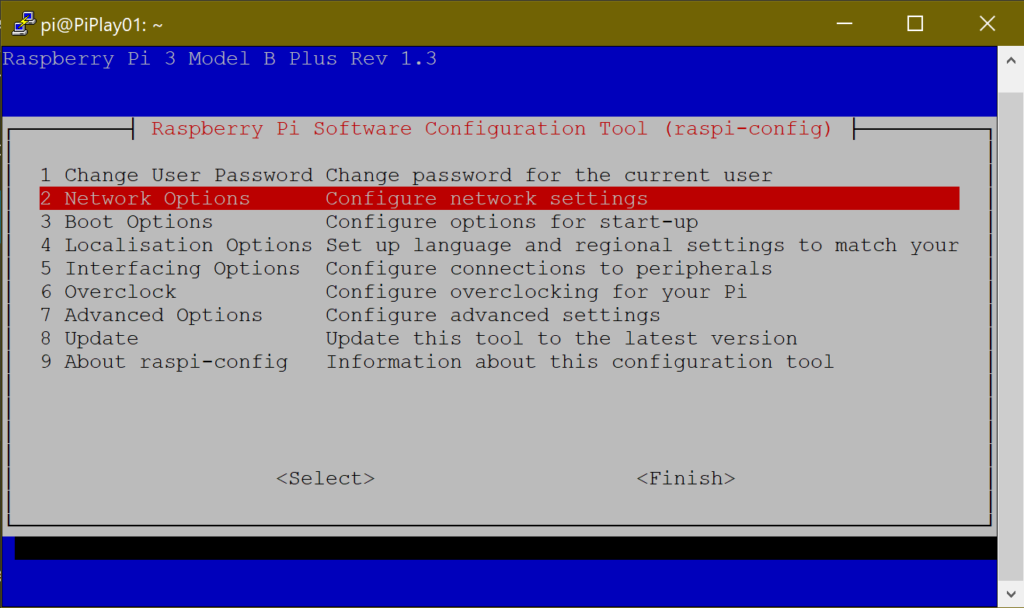 pi@PiPlay01: ~
Raspberry Pi 3 Model B Plus Rev 1.3
Raspberry Pi Software Configuration Tool (raspi-config)
1 Change User Password Change password for the current user
2 Network Options Configure network settings
3 Boot Options Configure options for start-up
4 Localisation Options Set up language and regional settings to match your
5 Interfacing Options Configure connections to peripherals
6 Overclock Configure overclocking for your Pi
7 Advanced Options Configure advanced settings
8 Update Update this tool to the latest version
9 About raspi-config Information about this configuration tool
<Select> <Finish>